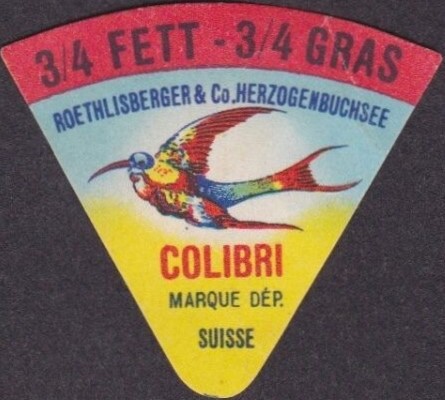 3/4 FETT - 3/4 GRAS
ROETHLISBERGER & Co. HERZOGENBUCHSEE
COLIBRI
MARQUE DÉP.
SUISSE